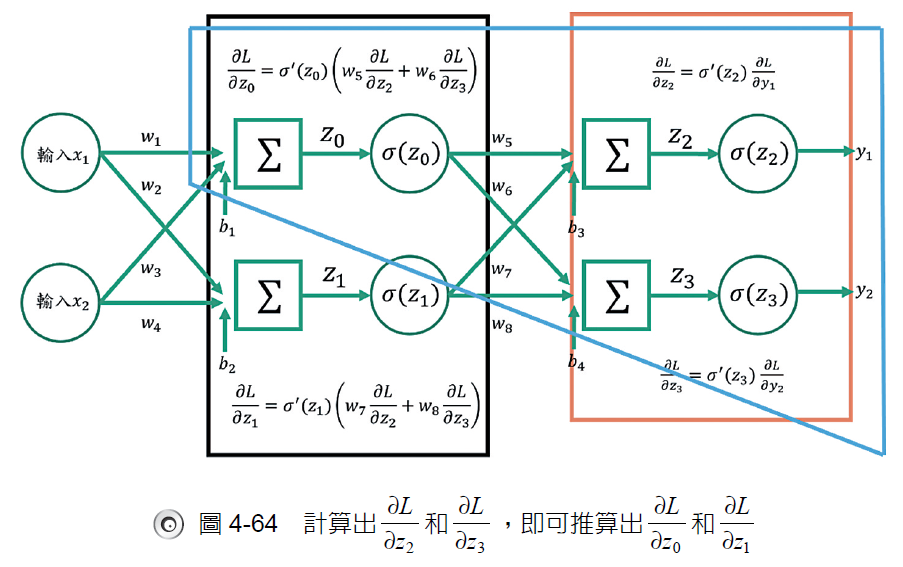 ∂L/∂z₀ = σ′(z₀)(w₅ ∂L/∂z₂ + w₆ ∂L/∂z₃)
∂L/∂z₂ = σ′(z₂) ∂L/∂y₁
輸入x₁
w₁
w₂
Σ
z₀
σ(z₀)
w₅
w₆
Σ
z₂
σ(z₂)
y₁
b₁
b₃
輸入x₂
w₃
w₄
Σ
z₁
σ(z₁)
w₇
w₈
Σ
z₃
σ(z₃)
y₂
b₂
b₄
∂L/∂z₁ = σ′(z₁)(w₇ ∂L/∂z₂ + w₈ ∂L/∂z₃)
∂L/∂z₃ = σ′(z₃) ∂L/∂y₂
圖 4-64 計算出 ∂L/∂z₂ 和 ∂L/∂z₃，即可推算出 ∂L/∂z₀ 和 ∂L/∂z₁